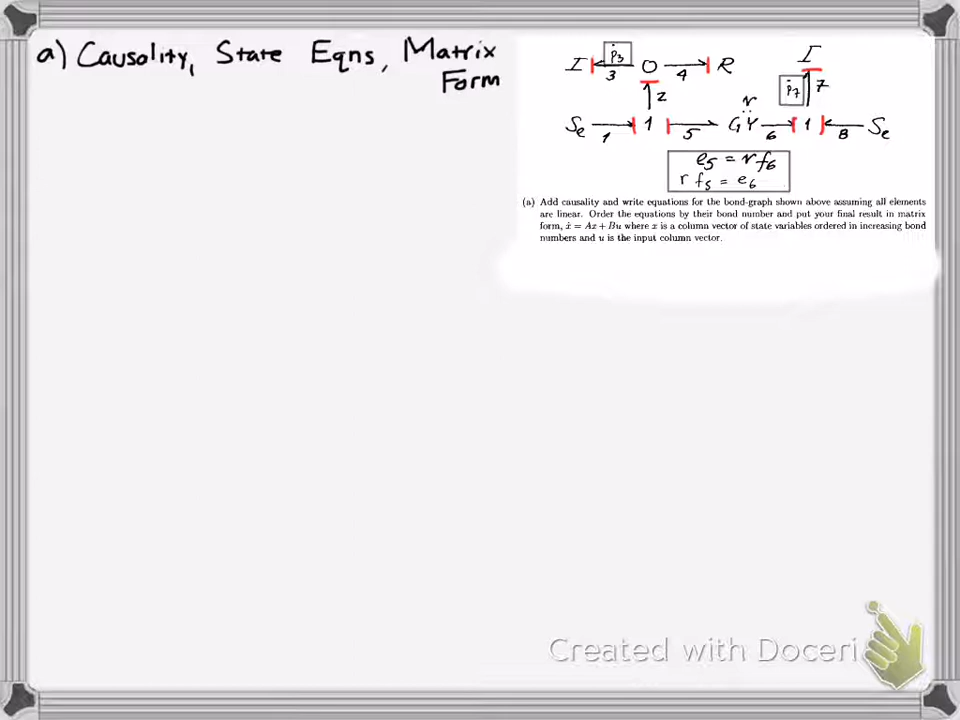 a) Causality, State Eqns, Matrix
Form
I 3 ṗ3 0 4 R
I
ṗ7 7
2
r
Se 1 1 5 GY 6 1 8 Se
e5 = r f6
r f5 = e6
(a) Add causality and write equations for the bond-graph shown above assuming all elements
are linear. Order the equations by their bond number and put your final result in matrix
form, ẋ = Ax + Bu where x is a column vector of state variables ordered in increasing bond
numbers and u is the input column vector.
Created with Doceri